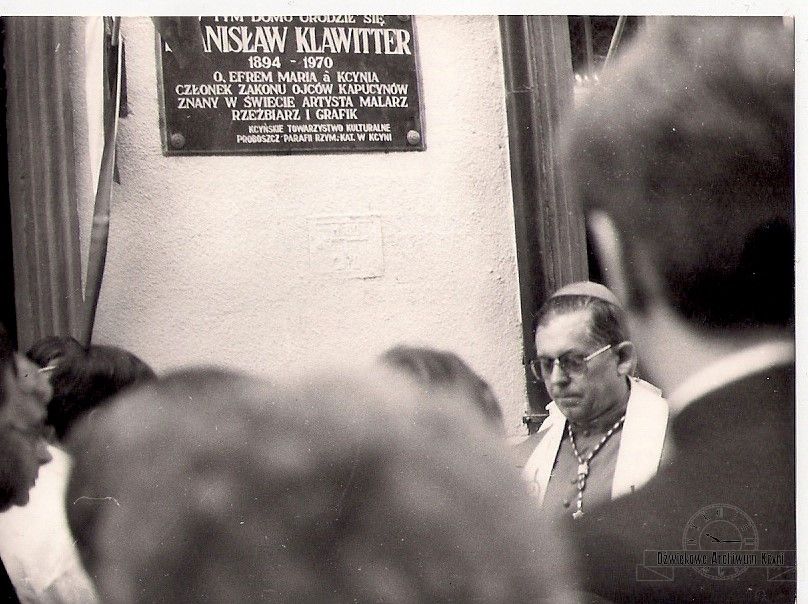 W TYM DOMU URODZIŁ SIĘ
STANISŁAW KLAWITTER
1894 - 1970
O. EFREM MARIA à KCYNIA
CZŁONEK ZAKONU OJCÓW KAPUCYNÓW
ZNANY W ŚWIECIE ARTYSTA MALARZ
RZEŹBIARZ I GRAFIK
KCYŃSKIE TOWARZYSTWO KULTURALNE
PROBOSZCZ PARAFII RZYM.-KAT. W KCYNI
Dźwiękowe Archiwum Kcyni